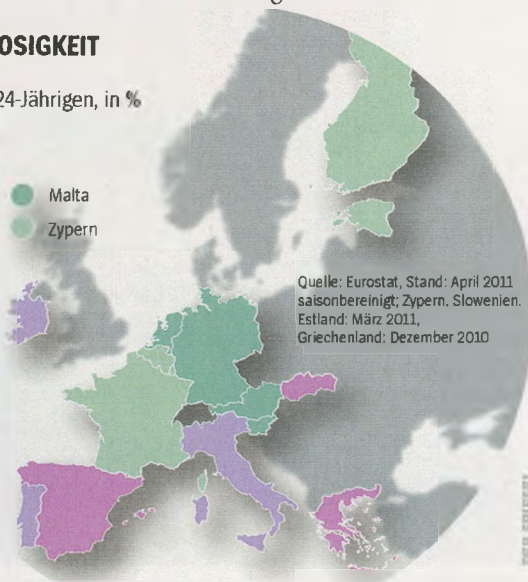 OSIGKEIT
24-Jährigen, in %
Malta
Zypern
Quelle: Eurostat, Stand: April 2011
saisonbereinigt; Zypern, Slowenien,
Estland: März 2011,
Griechenland: Dezember 2010